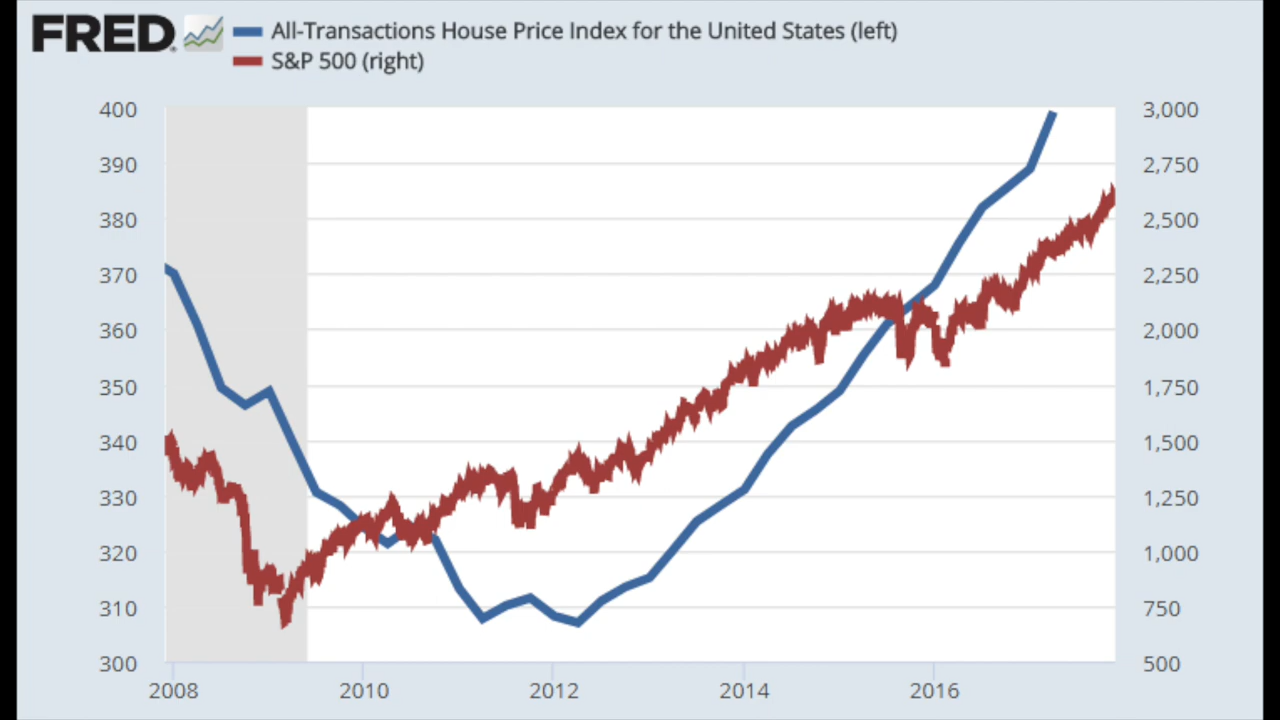 FRED
All-Transactions House Price Index for the United States (left)
S&P 500 (right)
400 3,000
390 2,750
380 2,500
370 2,250
360 2,000
350 1,750
340 1,500
330 1,250
320 1,000
310 750
300 500
2008 2010 2012 2014 2016